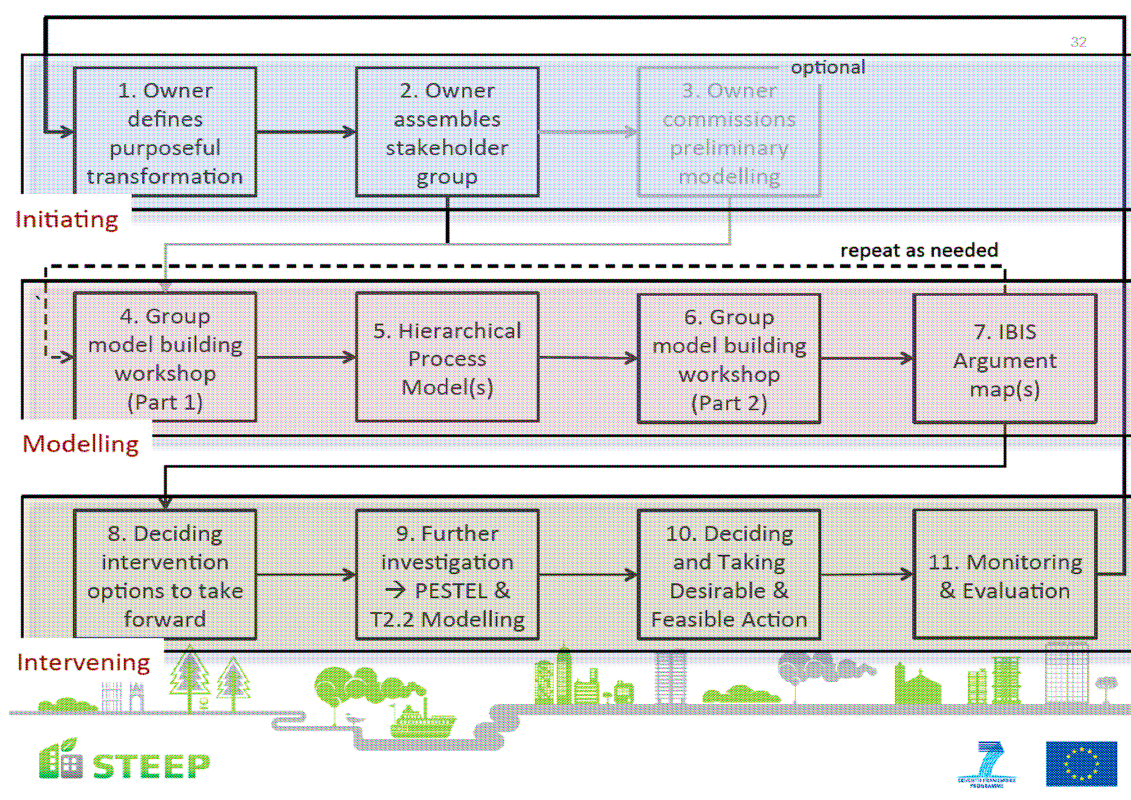 32
optional
1. Owner
defines
purposeful
transformation
2. Owner
assembles
stakeholder
group
3. Owner
commissions
preliminary
modelling
Initiating
repeat as needed
4. Group
model building
workshop
(Part 1)
5. Hierarchical
Process
Model(s)
6. Group
model building
workshop
(Part 2)
7. IBIS
Argument
map(s)
Modelling
8. Deciding
intervention
options to take
forward
9. Further
investigation
→ PESTEL &
T2.2 Modelling
10. Deciding
and Taking
Desirable &
Feasible Action
11. Monitoring
& Evaluation
Intervening
STEEP
SEVENTH FRAMEWORK
PROGRAMME